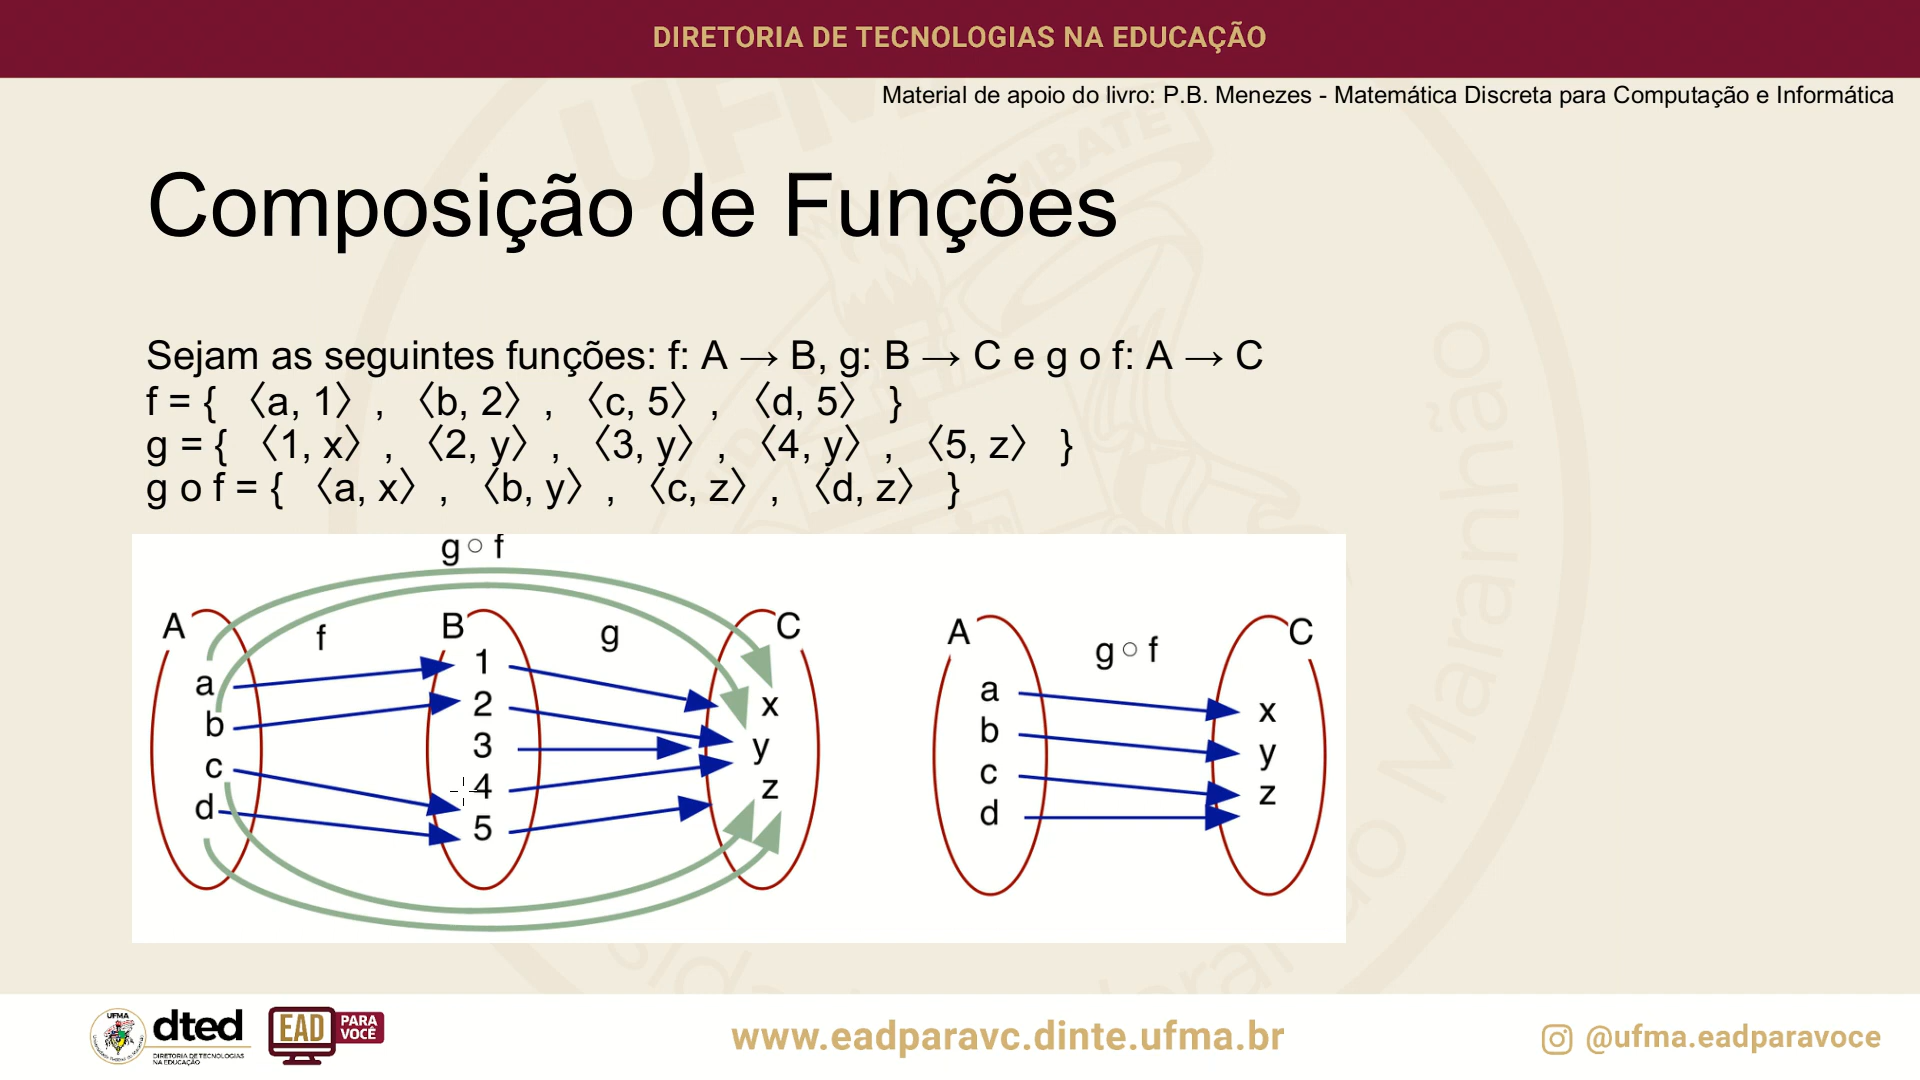 DIRETORIA DE TECNOLOGIAS NA EDUCAÇÃO
Material de apoio do livro: P.B. Menezes - Matemática Discreta para Computação e Informática
Composição de Funções
Sejam as seguintes funções: f: A → B, g: B → C e g o f: A → C
f = { 〈a, 1〉, 〈b, 2〉, 〈c, 5〉, 〈d, 5〉 }
g = { 〈1, x〉, 〈2, y〉, 〈3, y〉, 〈4, y〉, 〈5, z〉 }
g o f = { 〈a, x〉, 〈b, y〉, 〈c, z〉, 〈d, z〉 }
g ○ f
A f B g C
a 1 x
b 2 y
c 3 z
d 4
5
A g ○ f C
a x
b y
c z
d
UFMA
dted
DIRETORIA DE TECNOLOGIAS
NA EDUCAÇÃO
EAD PARA VOCÊ
www.eadparavc.dinte.ufma.br
@ufma.eadparavoce